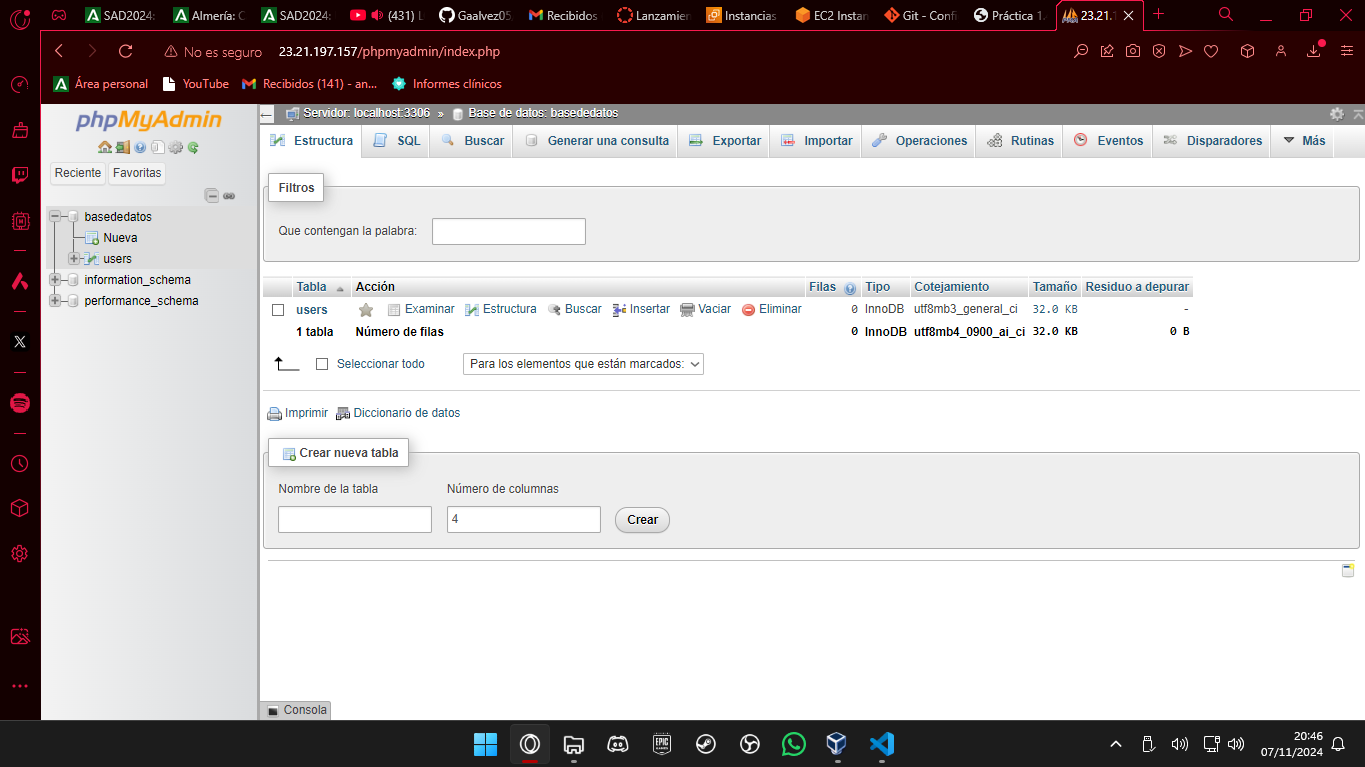 SAD2024:
Almería: C
SAD2024:
(431) L
Gaalvez05
Recibidos
Lanzamien
Instancias
EC2 Instan
Git - Confi
Práctica 1.
23.21.1
No es seguro
23.21.197.157/phpmyadmin/index.php
Área personal
YouTube
Recibidos (141) - an...
Informes clínicos
phpMyAdmin
Reciente
Favoritas
basededatos
Nueva
users
information_schema
performance_schema
Servidor: localhost:3306 » Base de datos: basededatos
Estructura
SQL
Buscar
Generar una consulta
Exportar
Importar
Operaciones
Rutinas
Eventos
Disparadores
Más
Filtros
Que contengan la palabra:
Tabla Acción Filas Tipo Cotejamiento Tamaño Residuo a depurar
users Examinar Estructura Buscar Insertar Vaciar Eliminar 0 InnoDB utf8mb3_general_ci 32.0 KB -
1 tabla Número de filas 0 InnoDB utf8mb4_0900_ai_ci 32.0 KB 0 B
Seleccionar todo
Para los elementos que están marcados:
Imprimir
Diccionario de datos
Crear nueva tabla
Nombre de la tabla
Número de columnas
4
Crear
Consola
EPIC GAMES
20:46
07/11/2024